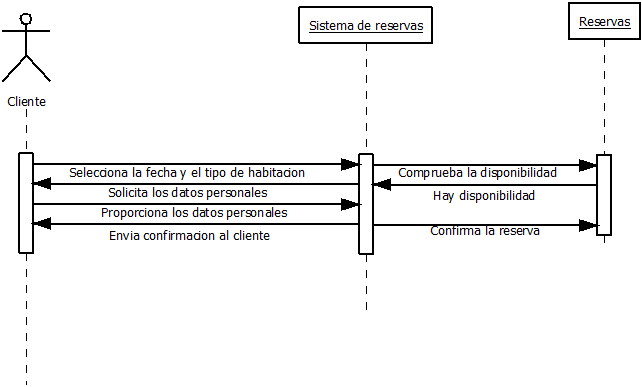 Sistema de reservas
Reservas
Cliente
Selecciona la fecha y el tipo de habitacion
Comprueba la disponibilidad
Solicita los datos personales
Hay disponibilidad
Proporciona los datos personales
Envia confirmacion al cliente
Confirma la reserva